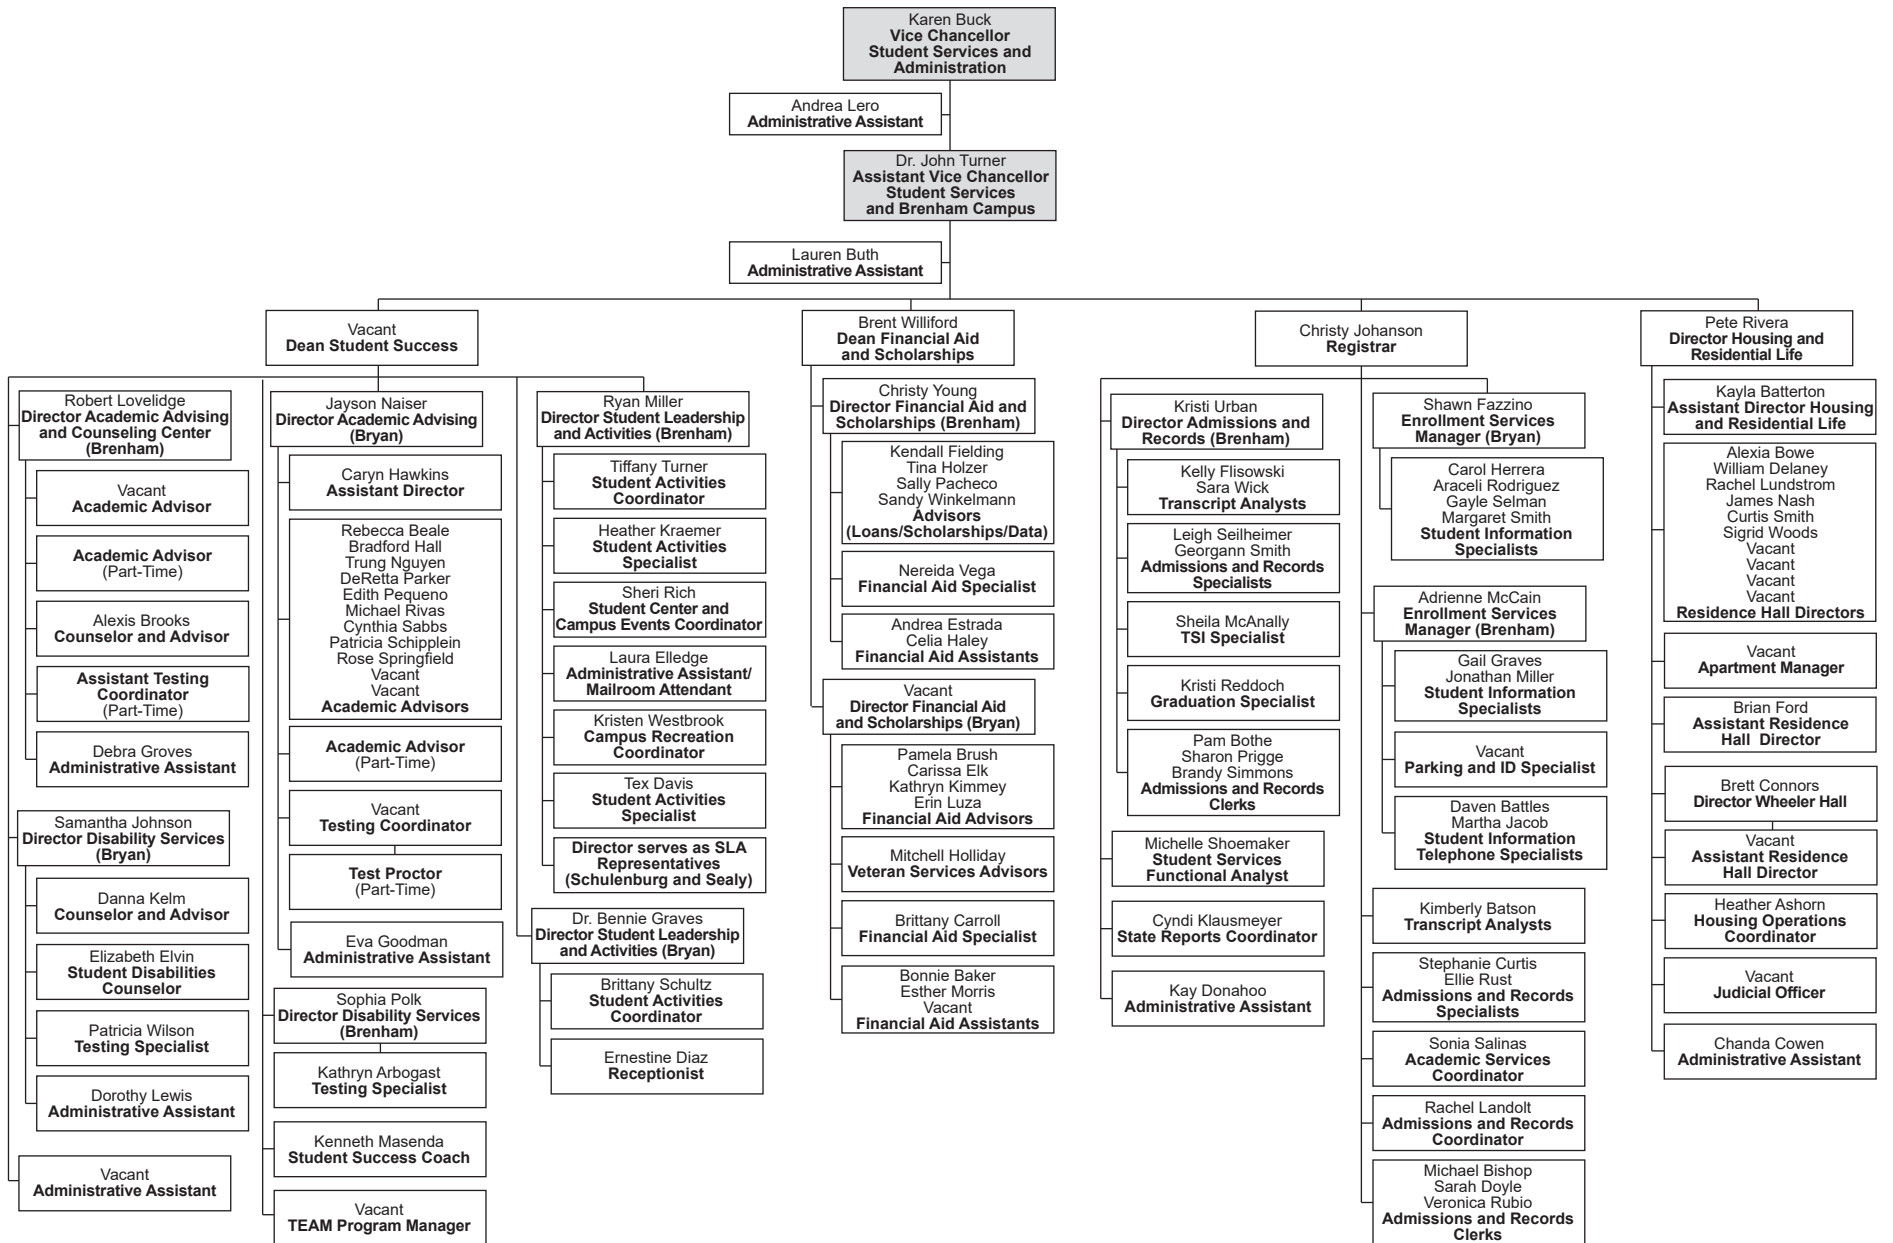 Karen Buck
Vice Chancellor
Student Services and
Administration
Andrea Lero
Administrative Assistant
Dr. John Turner
Assistant Vice Chancellor
Student Services
and Brenham Campus
Lauren Buth
Administrative Assistant
Vacant
Dean Student Success
Robert Lovelidge
Director Academic Advising
and Counseling Center
(Brenham)
Vacant
Academic Advisor
Academic Advisor
(Part-Time)
Alexis Brooks
Counselor and Advisor
Assistant Testing
Coordinator
(Part-Time)
Debra Groves
Administrative Assistant
Samantha Johnson
Director Disability Services
(Bryan)
Danna Kelm
Counselor and Advisor
Elizabeth Elvin
Student Disabilities
Counselor
Patricia Wilson
Testing Specialist
Dorothy Lewis
Administrative Assistant
Vacant
Administrative Assistant
Jayson Naiser
Director Academic Advising
(Bryan)
Caryn Hawkins
Assistant Director
Rebecca Beale
Bradford Hall
Trung Nguyen
DeRetta Parker
Edith Pequeno
Michael Rivas
Cynthia Sabbs
Patricia Schipplein
Rose Springfield
Vacant
Vacant
Academic Advisors
Academic Advisor
(Part-Time)
Vacant
Testing Coordinator
Test Proctor
(Part-Time)
Eva Goodman
Administrative Assistant
Sophia Polk
Director Disability Services
(Brenham)
Kathryn Arbogast
Testing Specialist
Kenneth Masenda
Student Success Coach
Vacant
TEAM Program Manager
Ryan Miller
Director Student Leadership
and Activities (Brenham)
Tiffany Turner
Student Activities
Coordinator
Heather Kraemer
Student Activities
Specialist
Sheri Rich
Student Center and
Campus Events Coordinator
Laura Elledge
Administrative Assistant/
Mailroom Attendant
Kristen Westbrook
Campus Recreation
Coordinator
Tex Davis
Student Activities
Specialist
Director serves as SLA
Representatives
(Schulenburg and Sealy)
Dr. Bennie Graves
Director Student Leadership
and Activities (Bryan)
Brittany Schultz
Student Activities
Coordinator
Ernestine Diaz
Receptionist
Brent Williford
Dean Financial Aid
and Scholarships
Christy Young
Director Financial Aid and
Scholarships (Brenham)
Kendall Fielding
Tina Holzer
Sally Pacheco
Sandy Winkelmann
Advisors
(Loans/Scholarships/Data)
Nereida Vega
Financial Aid Specialist
Andrea Estrada
Celia Haley
Financial Aid Assistants
Vacant
Director Financial Aid
and Scholarships (Bryan)
Pamela Brush
Carissa Elk
Kathryn Kimmey
Erin Luza
Financial Aid Advisors
Mitchell Holliday
Veteran Services Advisors
Brittany Carroll
Financial Aid Specialist
Bonnie Baker
Esther Morris
Vacant
Financial Aid Assistants
Christy Johanson
Registrar
Kristi Urban
Director Admissions and
Records (Brenham)
Kelly Flisowski
Sara Wick
Transcript Analysts
Leigh Seilheimer
Georgann Smith
Admissions and Records
Specialists
Sheila McAnally
TSI Specialist
Kristi Reddoch
Graduation Specialist
Pam Bothe
Sharon Prigge
Brandy Simmons
Admissions and Records
Clerks
Michelle Shoemaker
Student Services
Functional Analyst
Cyndi Klausmeyer
State Reports Coordinator
Kay Donahoo
Administrative Assistant
Shawn Fazzino
Enrollment Services
Manager (Bryan)
Carol Herrera
Araceli Rodriguez
Gayle Selman
Margaret Smith
Student Information
Specialists
Adrienne McCain
Enrollment Services
Manager (Brenham)
Gail Graves
Jonathan Miller
Student Information
Specialists
Vacant
Parking and ID Specialist
Daven Battles
Martha Jacob
Student Information
Telephone Specialists
Kimberly Batson
Transcript Analysts
Stephanie Curtis
Ellie Rust
Admissions and Records
Specialists
Sonia Salinas
Academic Services
Coordinator
Rachel Landolt
Admissions and Records
Coordinator
Michael Bishop
Sarah Doyle
Veronica Rubio
Admissions and Records
Clerks
Pete Rivera
Director Housing and
Residential Life
Kayla Batterton
Assistant Director Housing
and Residential Life
Alexia Bowe
William Delaney
Rachel Lundstrom
James Nash
Curtis Smith
Sigrid Woods
Vacant
Vacant
Vacant
Vacant
Residence Hall Directors
Vacant
Apartment Manager
Brian Ford
Assistant Residence
Hall Director
Brett Connors
Director Wheeler Hall
Vacant
Assistant Residence
Hall Director
Heather Ashorn
Housing Operations
Coordinator
Vacant
Judicial Officer
Chanda Cowen
Administrative Assistant